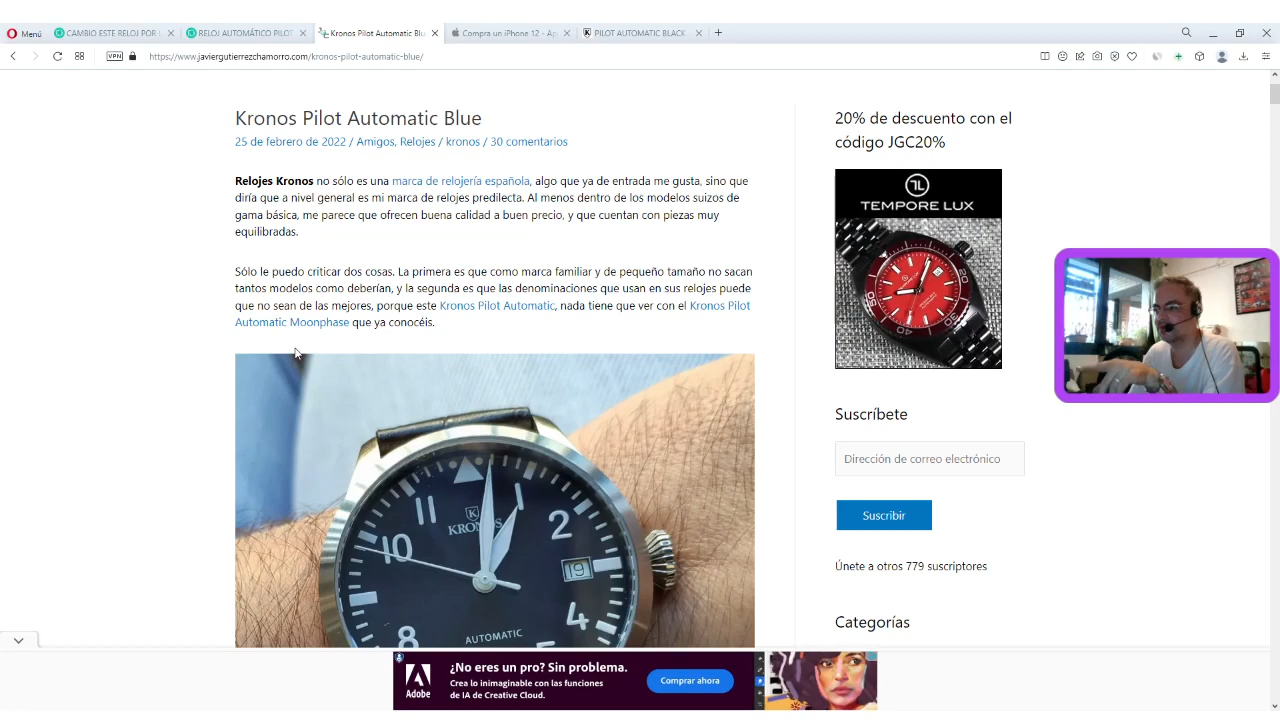 Menú
CAMBIO ESTE RELOJ POR
RELOJ AUTOMÁTICO PILOT
Kronos Pilot Automatic Blu
Compra un iPhone 12 - Ap
PILOT AUTOMATIC BLACK
VPN
https://www.javiergutierrezchamorro.com/kronos-pilot-automatic-blue/
Kronos Pilot Automatic Blue
25 de febrero de 2022 / Amigos, Relojes / kronos / 30 comentarios
Relojes Kronos no sólo es una marca de relojería española, algo que ya de entrada me gusta, sino que
diría que a nivel general es mi marca de relojes predilecta. Al menos dentro de los modelos suizos de
gama básica, me parece que ofrecen buena calidad a buen precio, y que cuentan con piezas muy
equilibradas.
Sólo le puedo criticar dos cosas. La primera es que como marca familiar y de pequeño tamaño no sacan
tantos modelos como deberían, y la segunda es que las denominaciones que usan en sus relojes puede
que no sean de las mejores, porque este Kronos Pilot Automatic, nada tiene que ver con el Kronos Pilot
Automatic Moonphase que ya conocéis.
11
1
2
K
KRONOS
10
19
4
8
AUTOMATIC
20% de descuento con el
código JGC20%
TL
TEMPORE LUX
Suscríbete
Dirección de correo electrónico
Suscribir
Únete a otros 779 suscriptores
Categorías
Adobe
¿No eres un pro? Sin problema.
Crea lo inimaginable con las funciones
de IA de Creative Cloud.
Comprar ahora